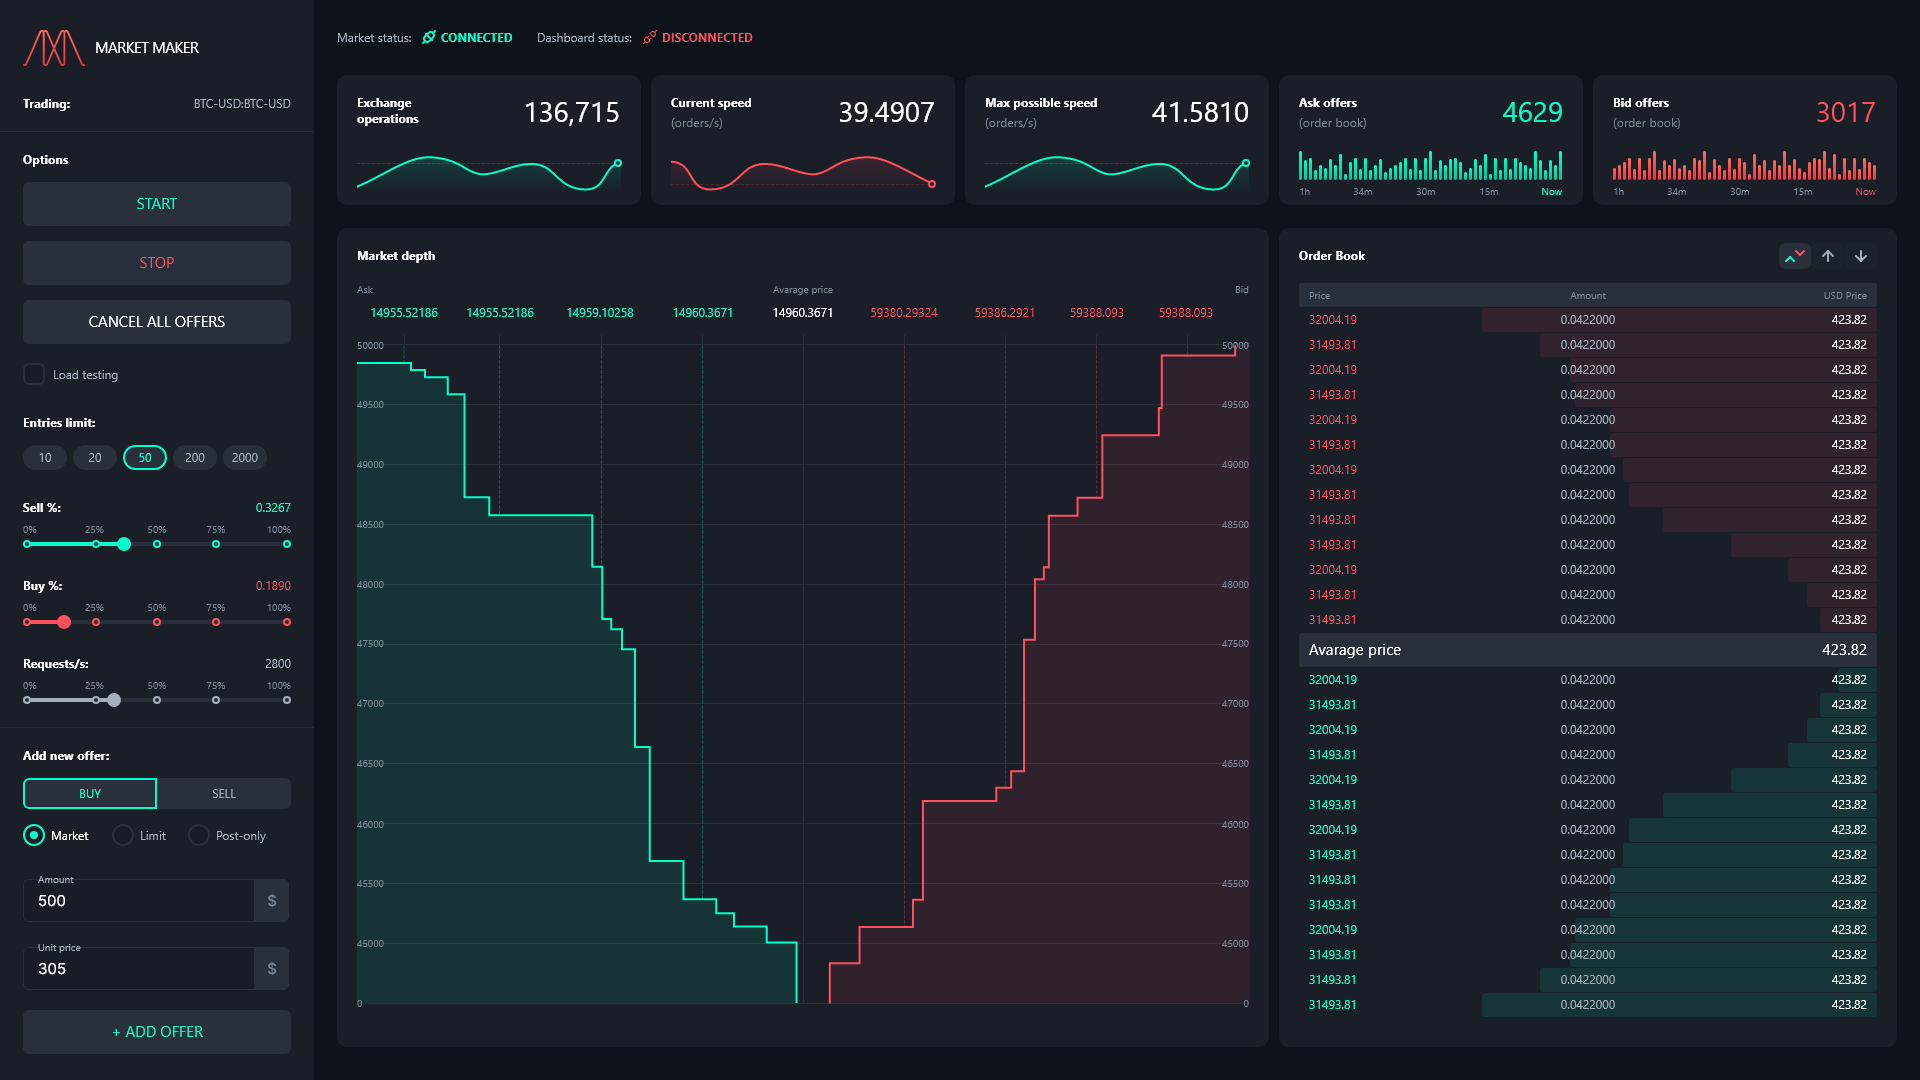 MARKET MAKER
Trading: BTC-USD:BTC-USD
Options
START
STOP
CANCEL ALL OFFERS
Load testing
Entries limit:
10 20 50 200 2000
Sell %: 0.3267
0% 25% 50% 75% 100%
Buy %: 0.1890
0% 25% 50% 75% 100%
Requests/s: 2800
0% 25% 50% 75% 100%
Add new offer:
BUY SELL
Market Limit Post-only
Amount
500 $
Unit price
305 $
+ ADD OFFER
Market status: CONNECTED Dashboard status: DISCONNECTED
Exchange
operations
136,715
Current speed
(orders/s)
39.4907
Max possible speed
(orders/s)
41.5810
Ask offers
(order book)
4629
1h 34m 30m 15m Now
Bid offers
(order book)
3017
1h 34m 30m 15m Now
Market depth
Ask Avarage price Bid
14955.52186 14955.52186 14959.10258 14960.3671 14960.3671 59380.29324 59386.2921 59388.093 59388.093
50000 50000
49500 49500
49000 49000
48500 48500
48000 48000
47500 47500
47000 47000
46500 46500
46000 46000
45500 45500
45000 45000
0 0
Order Book
Price Amount USD Price
32004.19 0.0422000 423.82
31493.81 0.0422000 423.82
32004.19 0.0422000 423.82
31493.81 0.0422000 423.82
32004.19 0.0422000 423.82
31493.81 0.0422000 423.82
32004.19 0.0422000 423.82
31493.81 0.0422000 423.82
31493.81 0.0422000 423.82
31493.81 0.0422000 423.82
32004.19 0.0422000 423.82
31493.81 0.0422000 423.82
31493.81 0.0422000 423.82
Avarage price 423.82
32004.19 0.0422000 423.82
31493.81 0.0422000 423.82
32004.19 0.0422000 423.82
31493.81 0.0422000 423.82
32004.19 0.0422000 423.82
31493.81 0.0422000 423.82
32004.19 0.0422000 423.82
31493.81 0.0422000 423.82
31493.81 0.0422000 423.82
31493.81 0.0422000 423.82
32004.19 0.0422000 423.82
31493.81 0.0422000 423.82
31493.81 0.0422000 423.82
31493.81 0.0422000 423.82